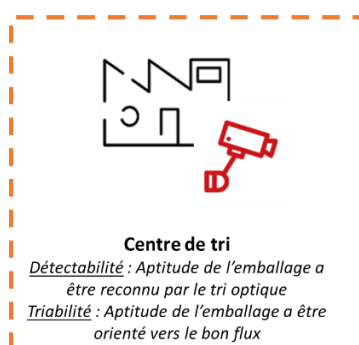 Centre de tri
Détectabilité : Aptitude de l'emballage a
être reconnu par le tri optique
Triabilité : Aptitude de l'emballage a être
orienté vers le bon flux